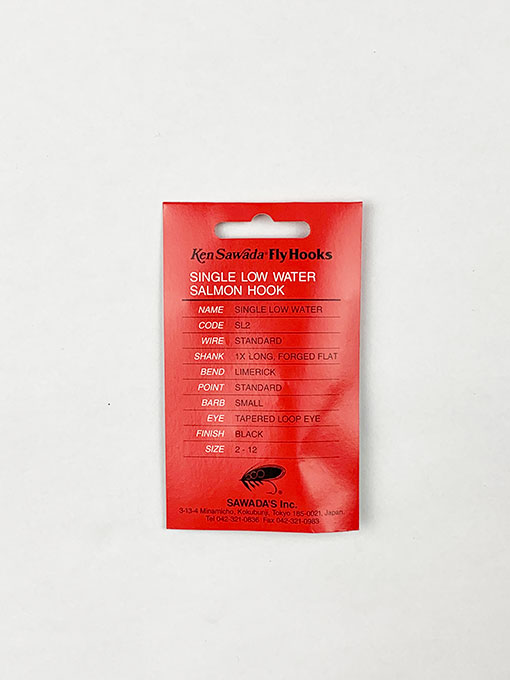 Ken Sawada® Fly Hooks
SINGLE LOW WATER
SALMON HOOK
NAME SINGLE LOW WATER
CODE SL2
WIRE STANDARD
SHANK 1X LONG, FORGED FLAT
BEND LIMERICK
POINT STANDARD
BARB SMALL
EYE TAPERED LOOP EYE
FINISH BLACK
SIZE 2 - 12
®
SAWADA'S Inc.
3-13-4 Minamicho, Kokubunji, Tokyo 185-0021, Japan
Tel 042-321-0836 Fax 042-321-0983